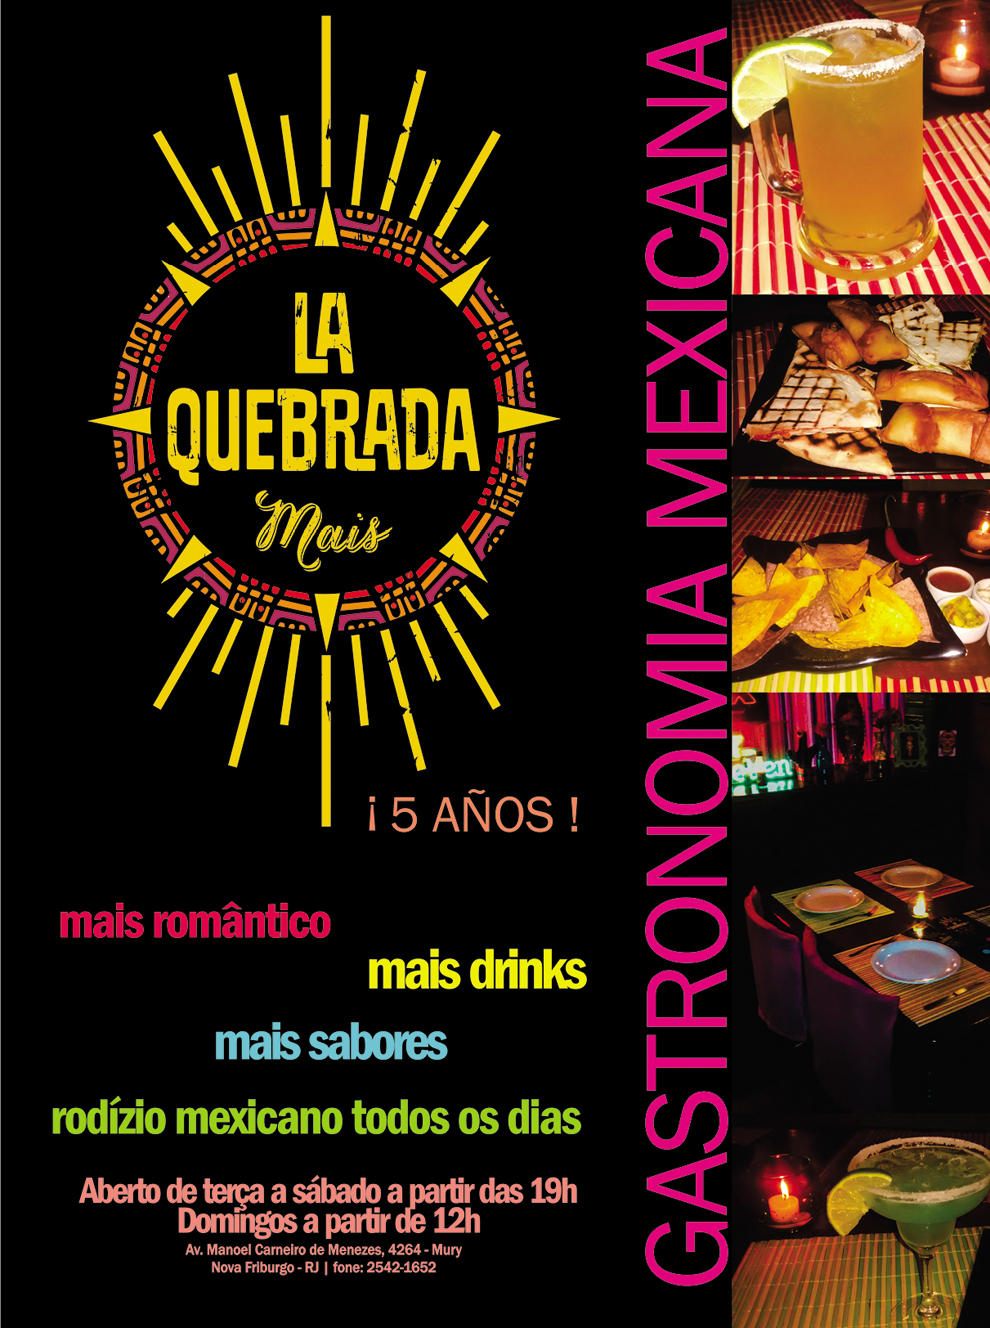 LA
QUEBRADA
Mais
¡ 5 AÑOS !
mais romântico
mais drinks
mais sabores
rodízio mexicano todos os dias
Aberto de terça a sábado a partir das 19h
Domingos a partir de 12h
Av. Manoel Carneiro de Menezes, 4264 - Mury
Nova Friburgo - RJ | fone: 2542-1652
GASTRONOMIA MEXICANA